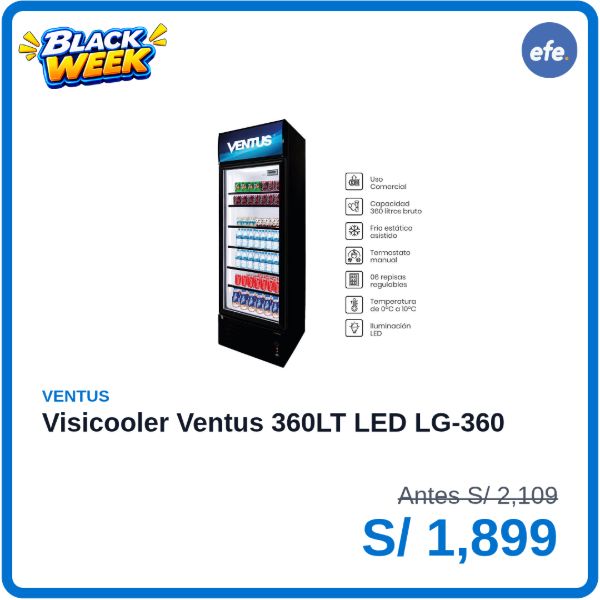 BLACK
WEEK
efe.
VENTUS
Uso
Comercial
Capacidad
360 litros bruto
Frío estático
asistido
Termostato
manual
06 repisas
regulables
Temperatura
de 0°C a 10°C
Iluminación
LED
VENTUS
Visicooler Ventus 360LT LED LG-360
Antes S/ 2,109
S/ 1,899